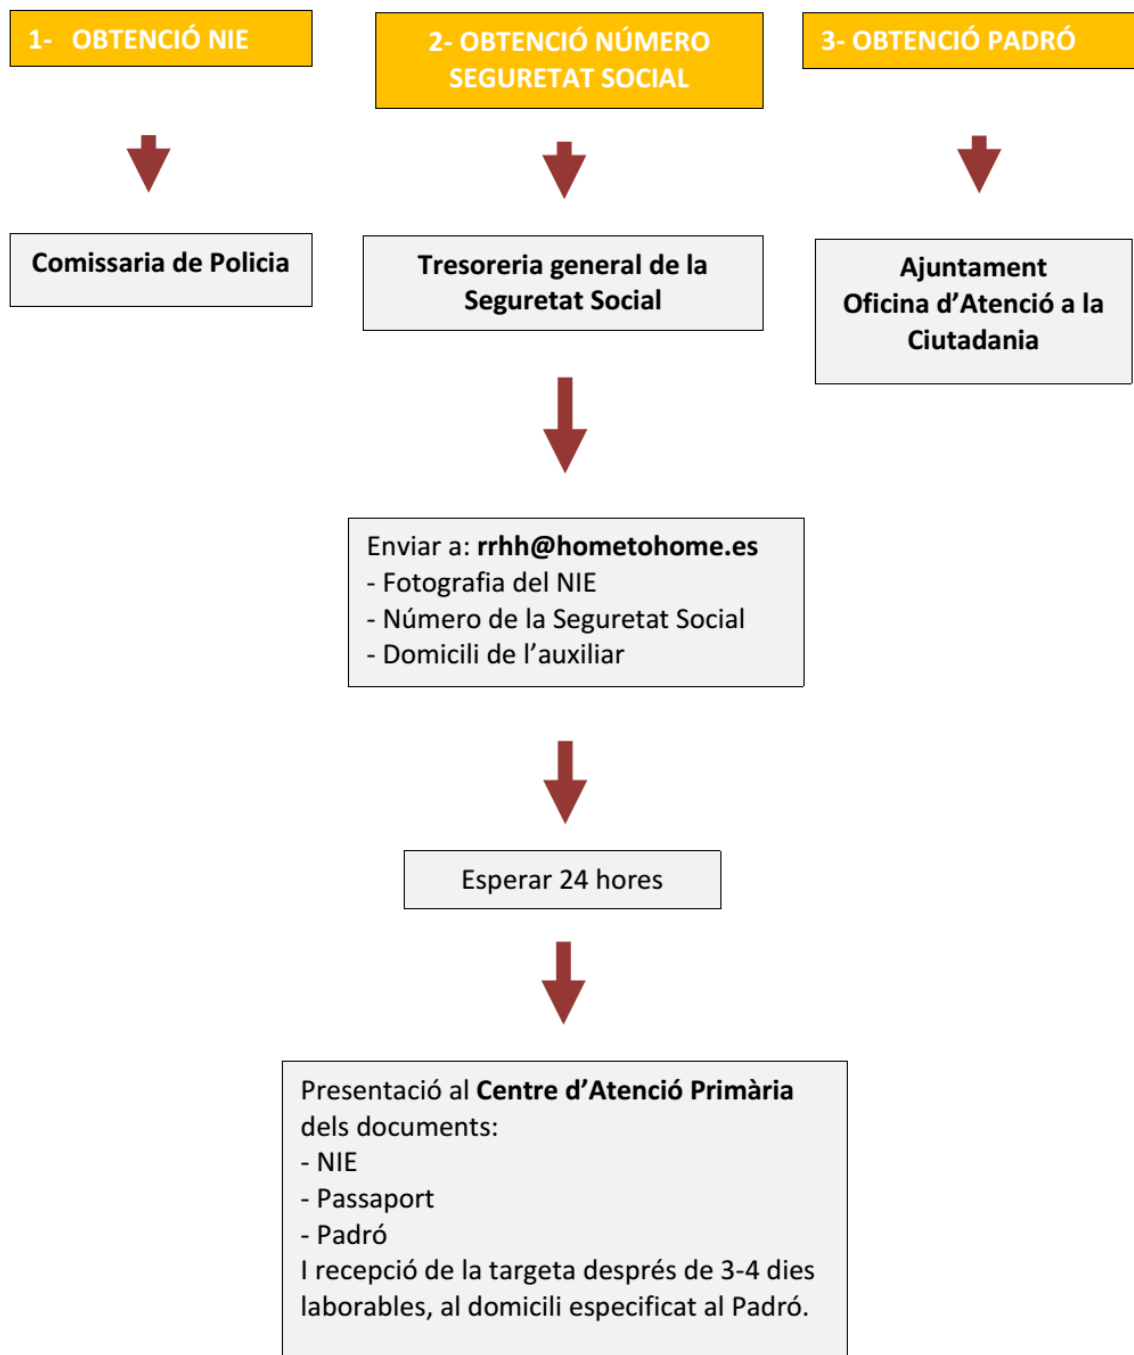 1- OBTENCIÓ NIE
2- OBTENCIÓ NÚMERO
SEGURETAT SOCIAL
3- OBTENCIÓ PADRÓ
Comissaria de Policia
Tresoreria general de la
Seguretat Social
Ajuntament
Oficina d’Atenció a la
Ciutadania
Enviar a: rrhh@hometohome.es
- Fotografia del NIE
- Número de la Seguretat Social
- Domicili de l’auxiliar
Esperar 24 hores
Presentació al Centre d’Atenció Primària
dels documents:
- NIE
- Passaport
- Padró
I recepció de la targeta després de 3-4 dies
laborables, al domicili especificat al Padró.